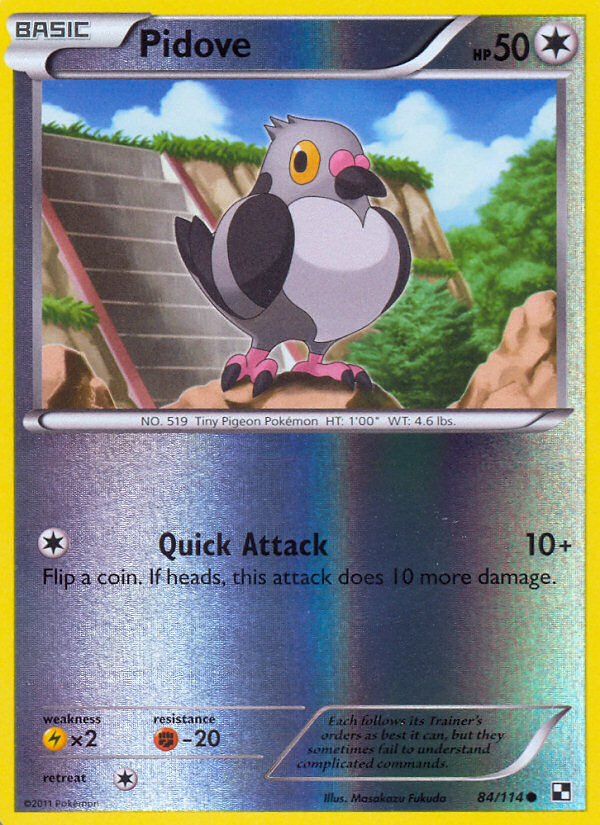 BASIC
Pidove
HP 50
NO. 519 Tiny Pigeon Pokémon HT: 1'00" WT: 4.6 lbs.
Quick Attack 10+
Flip a coin. If heads, this attack does 10 more damage.
weakness resistance
×2 -20
Each follows its Trainer's
orders as best it can, but they
sometimes fail to understand
complicated commands.
retreat
©2011 Pokémon
Illus. Masakazu Fukuda 84/114